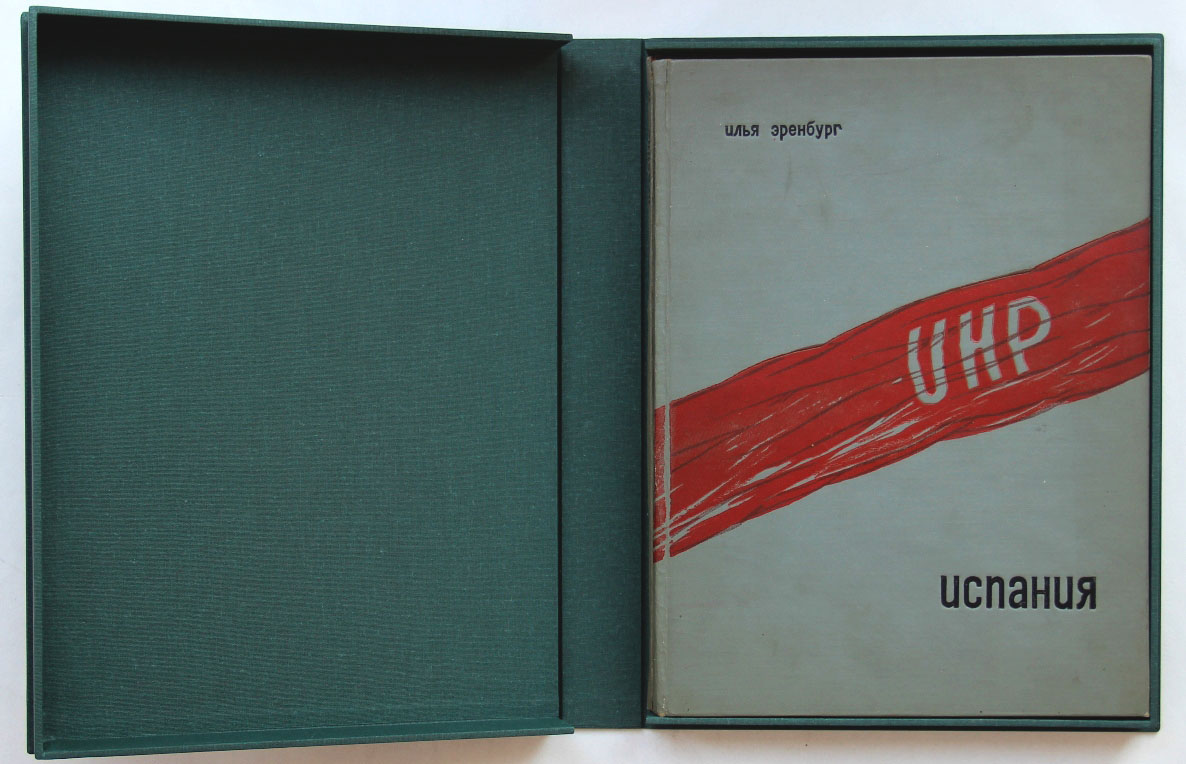 илья эренбург
UHP
испания